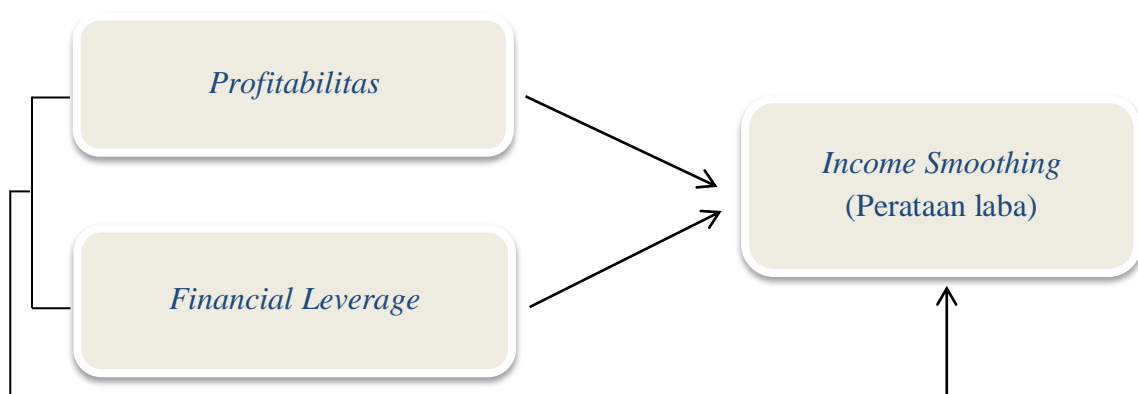 Profitabilitas
Income Smoothing
(Perataan laba)
Financial Leverage